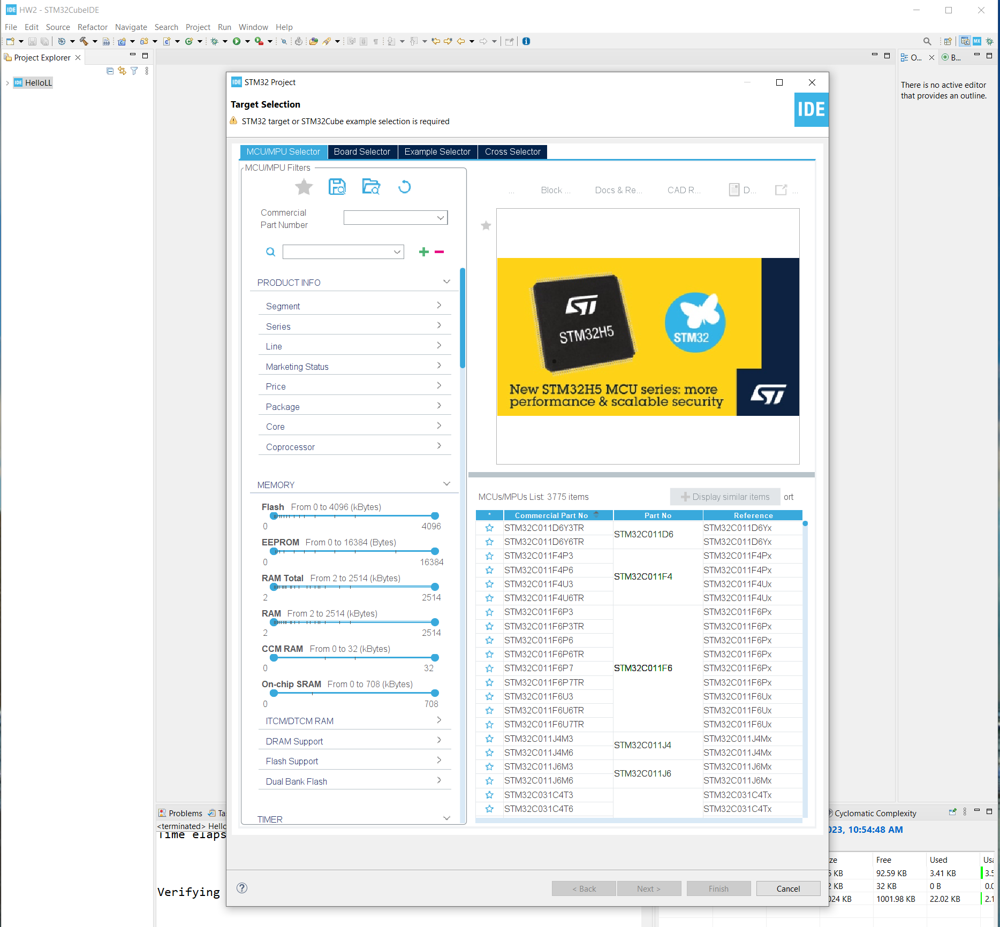 IDE HW2 - STM32CubeIDE
File Edit Source Refactor Navigate Search Project Run Window Help
Project Explorer
IDE HelloLL
O...
B...
There is no active editor
that provides an outline.
IDE STM32 Project
Target Selection
STM32 target or STM32Cube example selection is required
IDE
MCU/MPU Selector Board Selector Example Selector Cross Selector
MCU/MPU Filters
Commercial
Part Number
PRODUCT INFO
Segment
Series
Line
Marketing Status
Price
Package
Core
Coprocessor
MEMORY
Flash From 0 to 4096 (kBytes)
0 4096
EEPROM From 0 to 16384 (Bytes)
0 16384
RAM Total From 2 to 2514 (kBytes)
2 2514
RAM From 2 to 2514 (kBytes)
2 2514
CCM RAM From 0 to 32 (kBytes)
0 32
On-chip SRAM From 0 to 708 (kBytes)
0 708
ITCM/DTCM RAM
DRAM Support
Flash Support
Dual Bank Flash
TIMER
... Block ... Docs & Re... CAD R... D... ...
ST
STM32H5
STM32
New STM32H5 MCU series: more
performance & scalable security
ST
MCUs/MPUs List: 3775 items
Display similar items ort
* Commercial Part No Part No Reference
STM32C011D6Y3TR STM32C011D6 STM32C011D6Yx
STM32C011D6Y6TR STM32C011D6Yx
STM32C011F4P3 STM32C011F4Px
STM32C011F4P6 STM32C011F4 STM32C011F4Px
STM32C011F4U3 STM32C011F4Ux
STM32C011F4U6TR STM32C011F4Ux
STM32C011F6P3 STM32C011F6Px
STM32C011F6P3TR STM32C011F6Px
STM32C011F6P6 STM32C011F6Px
STM32C011F6P6TR STM32C011F6Px
STM32C011F6P7 STM32C011F6 STM32C011F6Px
STM32C011F6P7TR STM32C011F6Px
STM32C011F6U3 STM32C011F6Ux
STM32C011F6U6TR STM32C011F6Ux
STM32C011F6U7TR STM32C011F6Ux
STM32C011J4M3 STM32C011J4 STM32C011J4Mx
STM32C011J4M6 STM32C011J4Mx
STM32C011J6M3 STM32C011J6 STM32C011J6Mx
STM32C011J6M6 STM32C011J6Mx
STM32C031C4T3 STM32C031C4Tx
STM32C031C4T6 STM32C031C4Tx
< Back Next > Finish Cancel
Problems Ta
<terminated> Hello
Time elaps
Verifying
Cyclomatic Complexity
023, 10:54:48 AM
ze Free Used Usa
KB 92.59 KB 3.41 KB 3.5
KB 32 KB 0 B 0.0
024 KB 1001.98 KB 22.02 KB 2.1